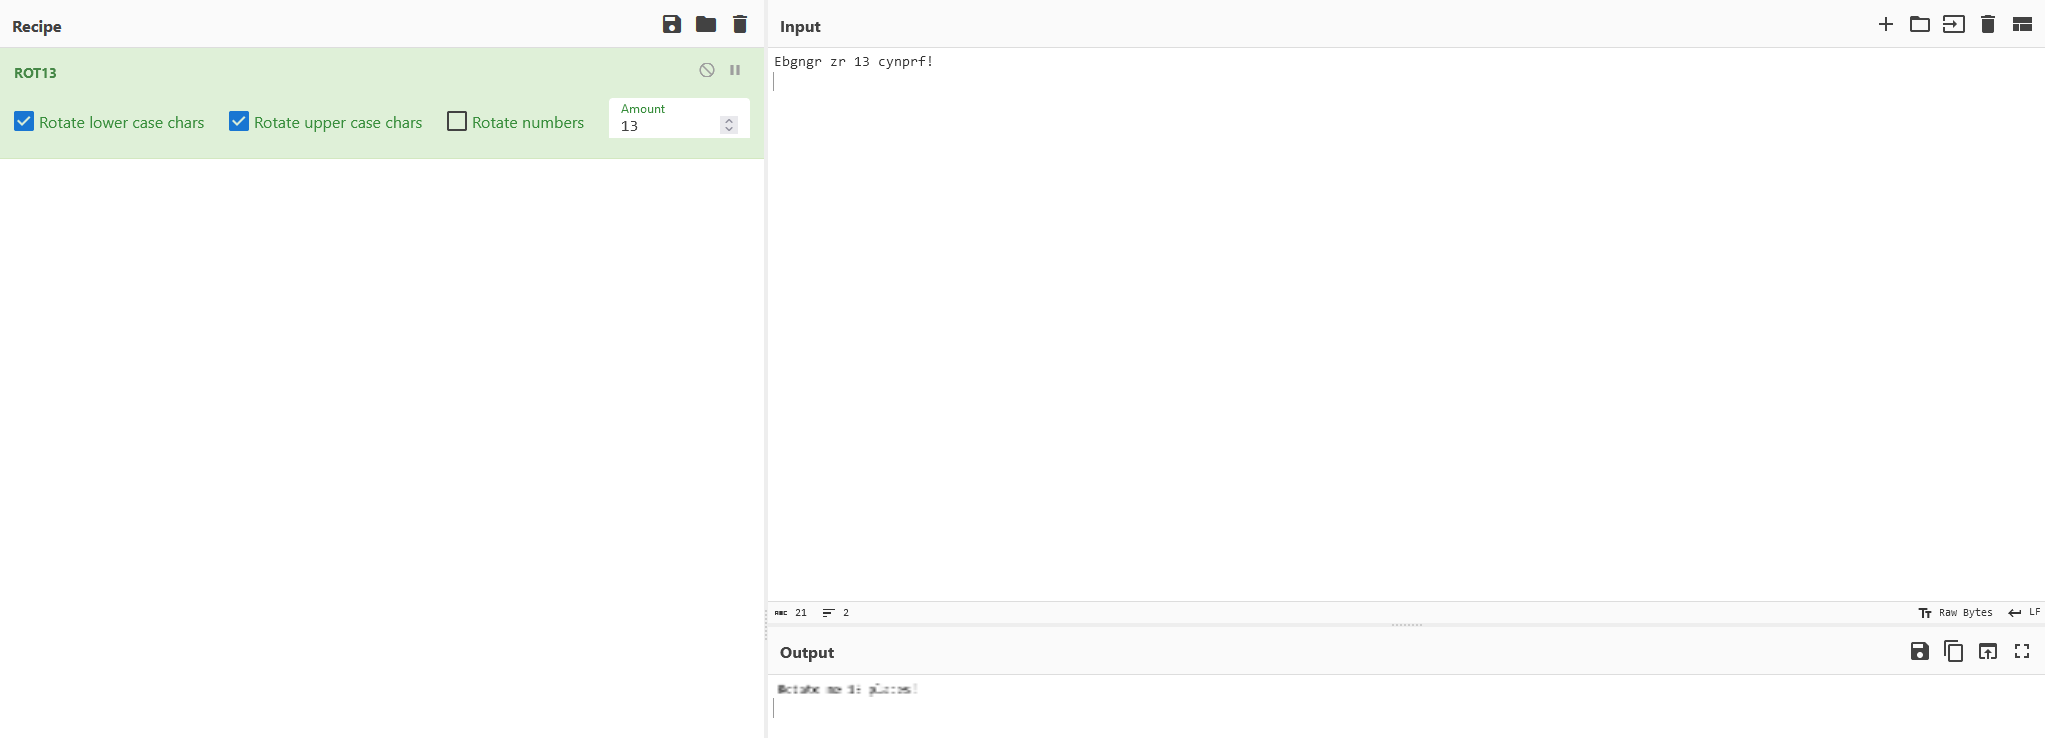 Recipe
ROT13
Rotate lower case chars
Rotate upper case chars
Rotate numbers
Amount
13
Input
Ebgngr zr 13 cynprf!
ABC 21
2
Raw Bytes
LF
Output